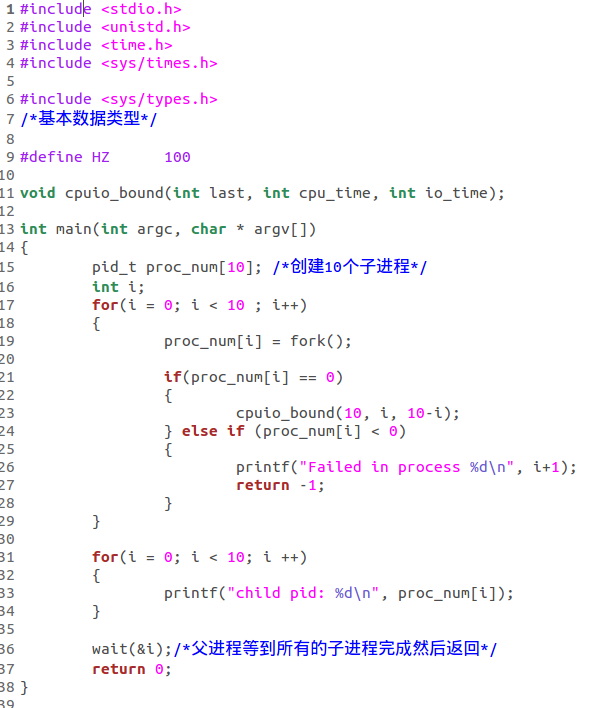 1 #include <stdio.h>
2 #include <unistd.h>
3 #include <time.h>
4 #include <sys/times.h>
5
6 #include <sys/types.h>
7 /*基本数据类型*/
8
9 #define HZ      100
10
11 void cpuio_bound(int last, int cpu_time, int io_time);
12
13 int main(int argc, char * argv[])
14 {
15         pid_t proc_num[10]; /*创建10个子进程*/
16         int i;
17         for(i = 0; i < 10 ; i++)
18         {
19                 proc_num[i] = fork();
20
21                 if(proc_num[i] == 0)
22                 {
23                         cpuio_bound(10, i, 10-i);
24                 } else if (proc_num[i] < 0)
25                 {
26                         printf("Failed in process %d\n", i+1);
27                         return -1;
28                 }
29         }
30
31         for(i = 0; i < 10; i ++)
32         {
33                 printf("child pid: %d\n", proc_num[i]);
34         }
35
36         wait(&i);/*父进程等到所有的子进程完成然后返回*/
37         return 0;
38 }
39